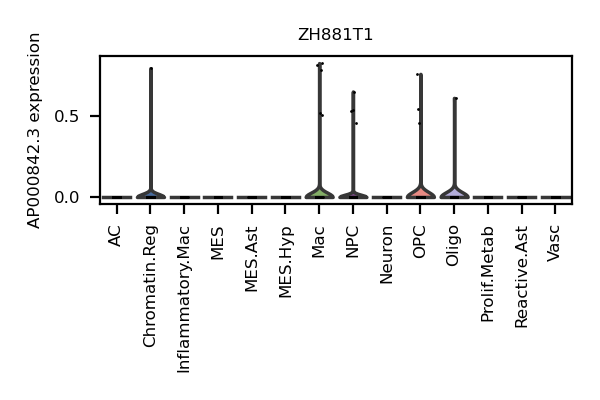 ZH881T1
AP000842.3 expression
0.5
0.0
AC
Chromatin.Reg
Inflammatory.Mac
MES
MES.Ast
MES.Hyp
Mac
NPC
Neuron
OPC
Oligo
Prolif.Metab
Reactive.Ast
Vasc